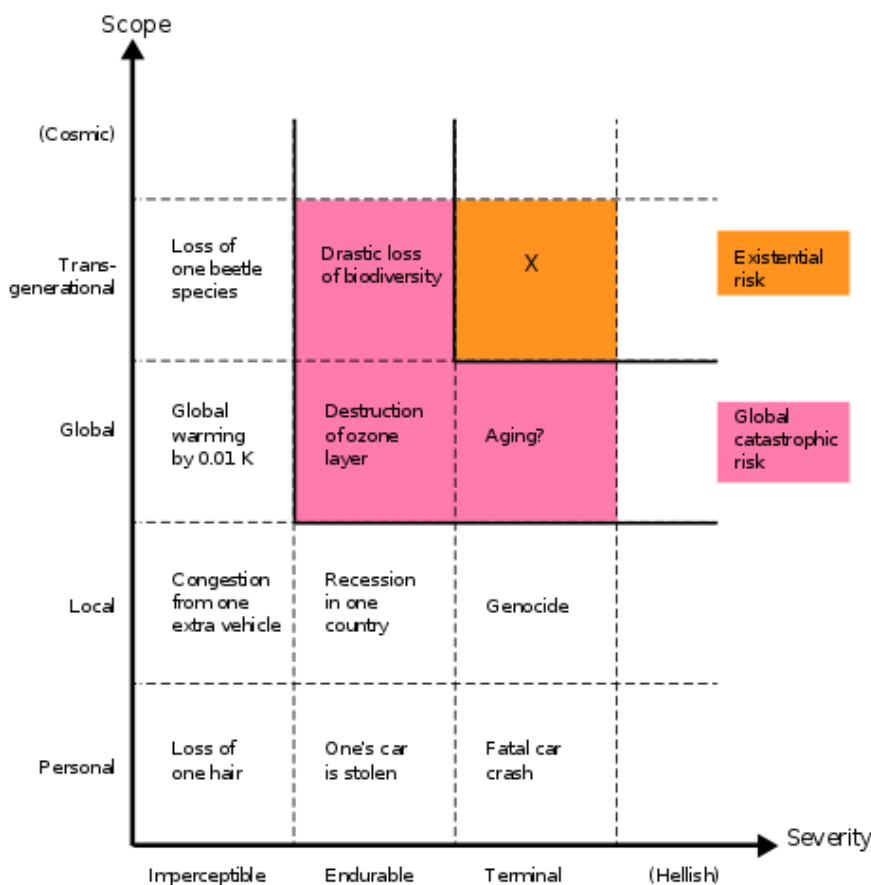 Scope
(Cosmic)
Trans-
generational
Loss of
one beetle
species
Drastic loss
of biodiversity
X
Existential
risk
Global
Global
warming
by 0.01 K
Destruction
of ozone
layer
Aging?
Global
catastrophic
risk
Local
Congestion
from one
extra vehicle
Recession
in one
country
Genocide
Personal
Loss of
one hair
One's car
is stolen
Fatal car
crash
Severity
Imperceptible
Endurable
Terminal
(Hellish)